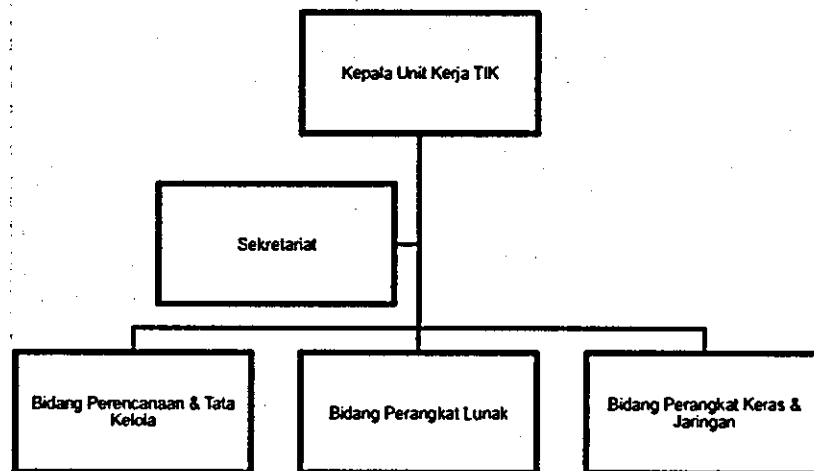 Kepala Unit Kerja TIK
Sekretariat
Bidang Perencanaan & Tata
Kelola
Bidang Perangkat Lunak
Bidang Perangkat Keras &
Jaringan